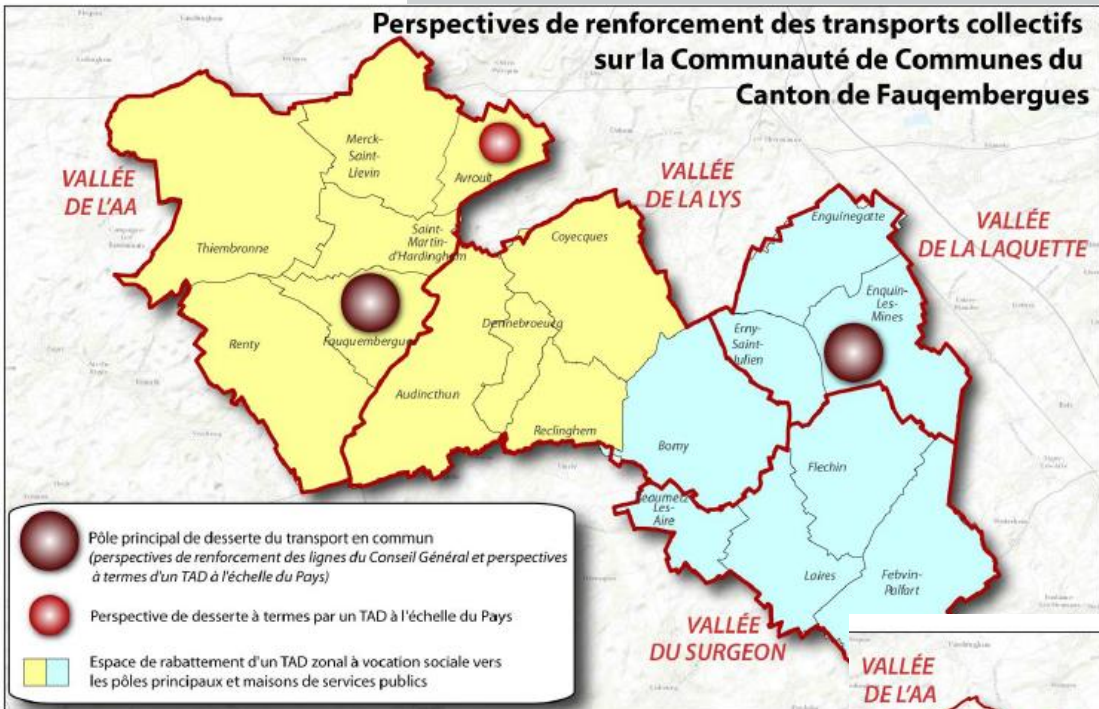 Perspectives de renforcement des transports collectifs
sur la Communauté de Communes du
Canton de Fauqembergues
VALLÉE
DE L'AA
Merck-
Saint-
Lievin
Avroult
VALLÉE
DE LA LYS
Enguinegatte
VALLÉE
DE LA LAQUETTE
Thiembronne
Saint-
Martin-
d'Hardinghem
Coyecques
Enquin-
Les-
Mines
Renty
Fauquembergues
Dennebroeucq
Erny-
Saint-
Julien
Audincthun
Reclinghem
Bomy
Flechin
Beaumetz
Les-
Aire
Laires
Febvin-
Palfart
VALLÉE
DU SURGEON
Pôle principal de desserte du transport en commun
(perspectives de renforcement des lignes du Conseil Général et perspectives
à termes d'un TAD à l'échelle du Pays)
Perspective de desserte à termes par un TAD à l'échelle du Pays
Espace de rabattement d'un TAD zonal à vocation sociale vers
les pôles principaux et maisons de services publics
VALLÉE
DE L'AA